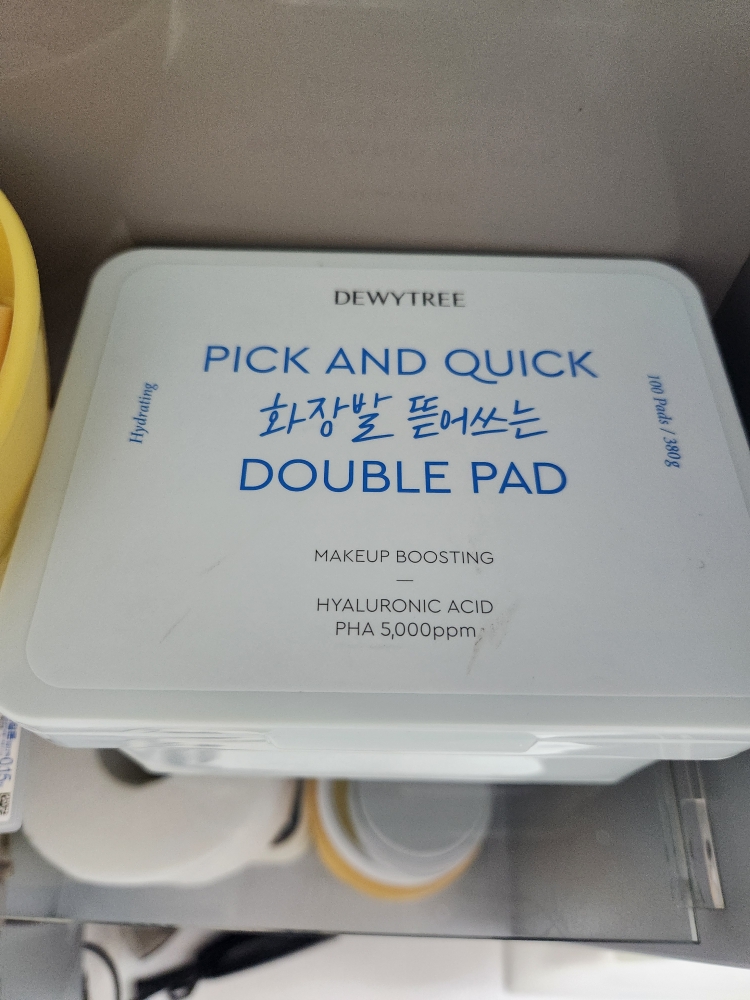 DEWYTREE
PICK AND QUICK
화장발 뜯어쓰는
DOUBLE PAD
Hydrating
100 Pads / 380g
MAKEUP BOOSTING
HYALURONIC ACID
PHA 5,000ppm